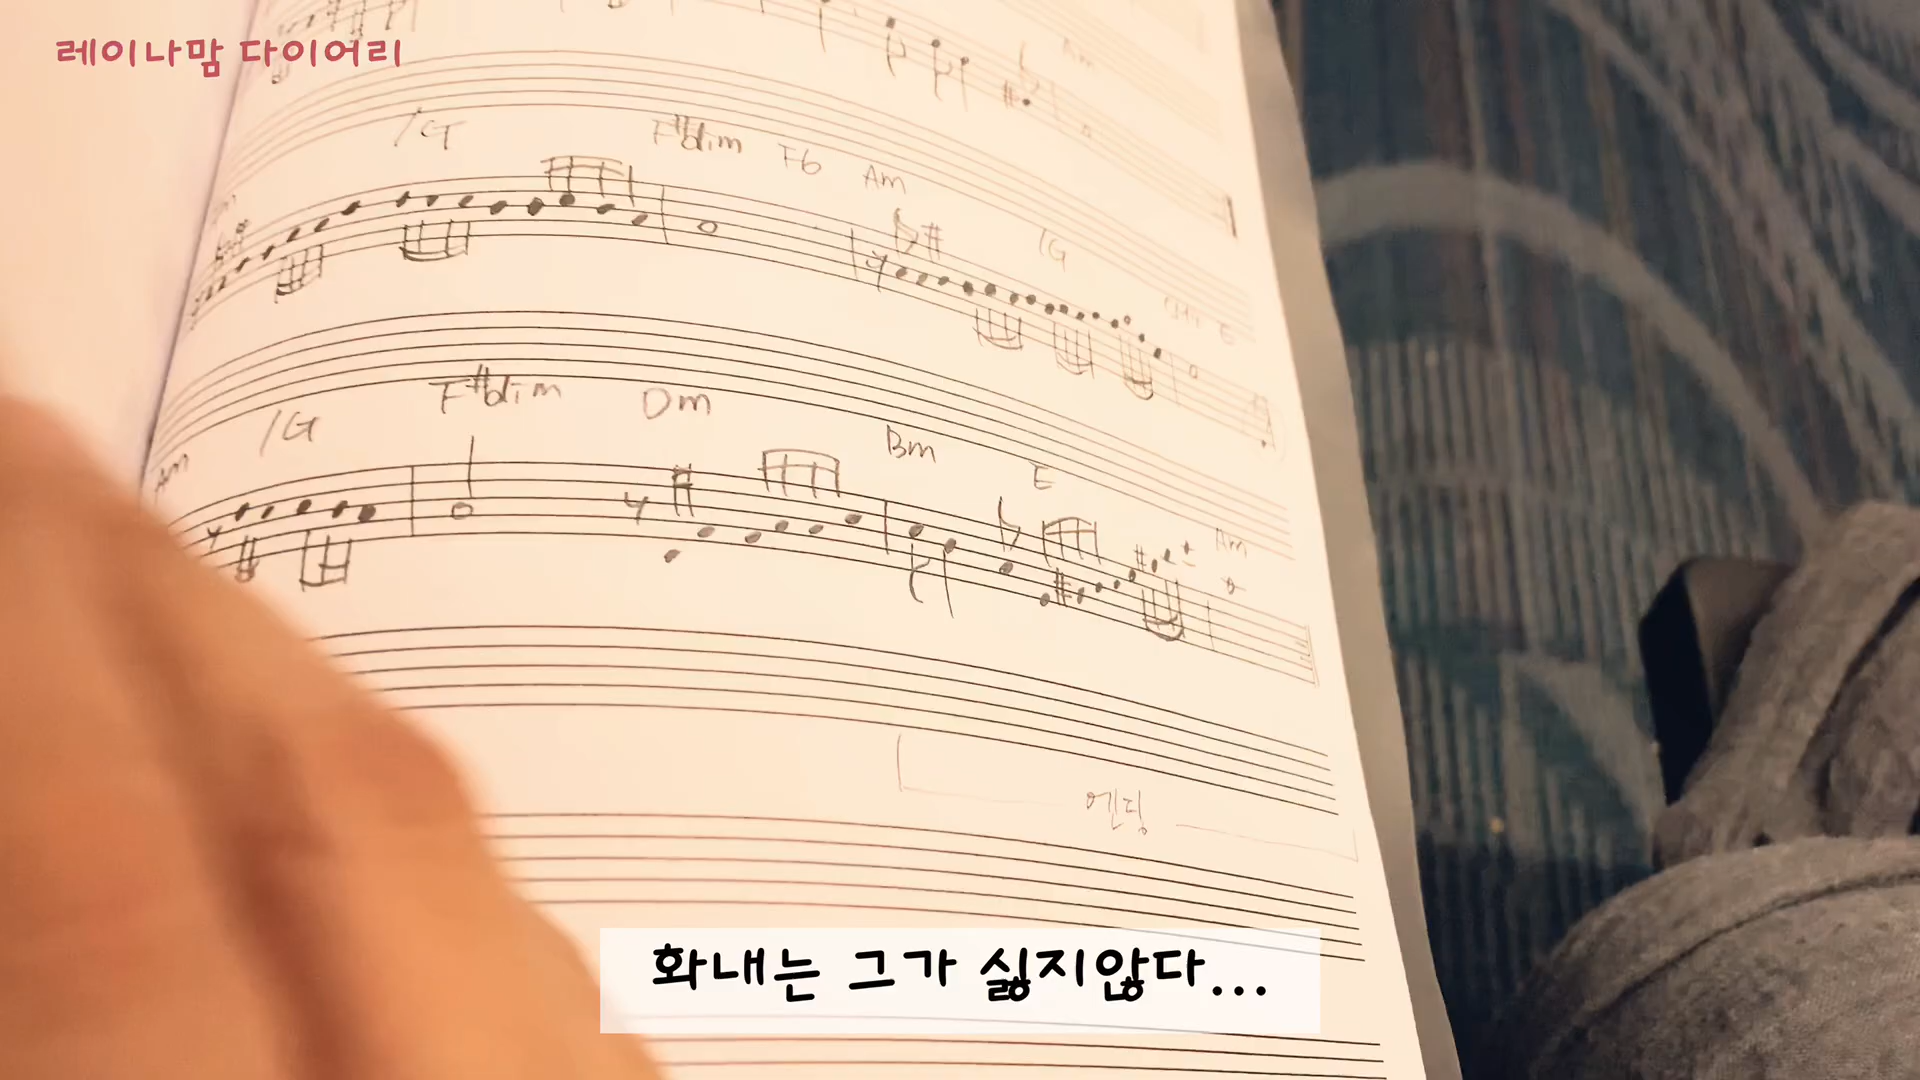 레이나맘 다이어리
Am
/G F#dim F6 Am
/G
E
Am /G F#dim Dm Bm E Am
엔딩
화내는 그가 싫지않다...